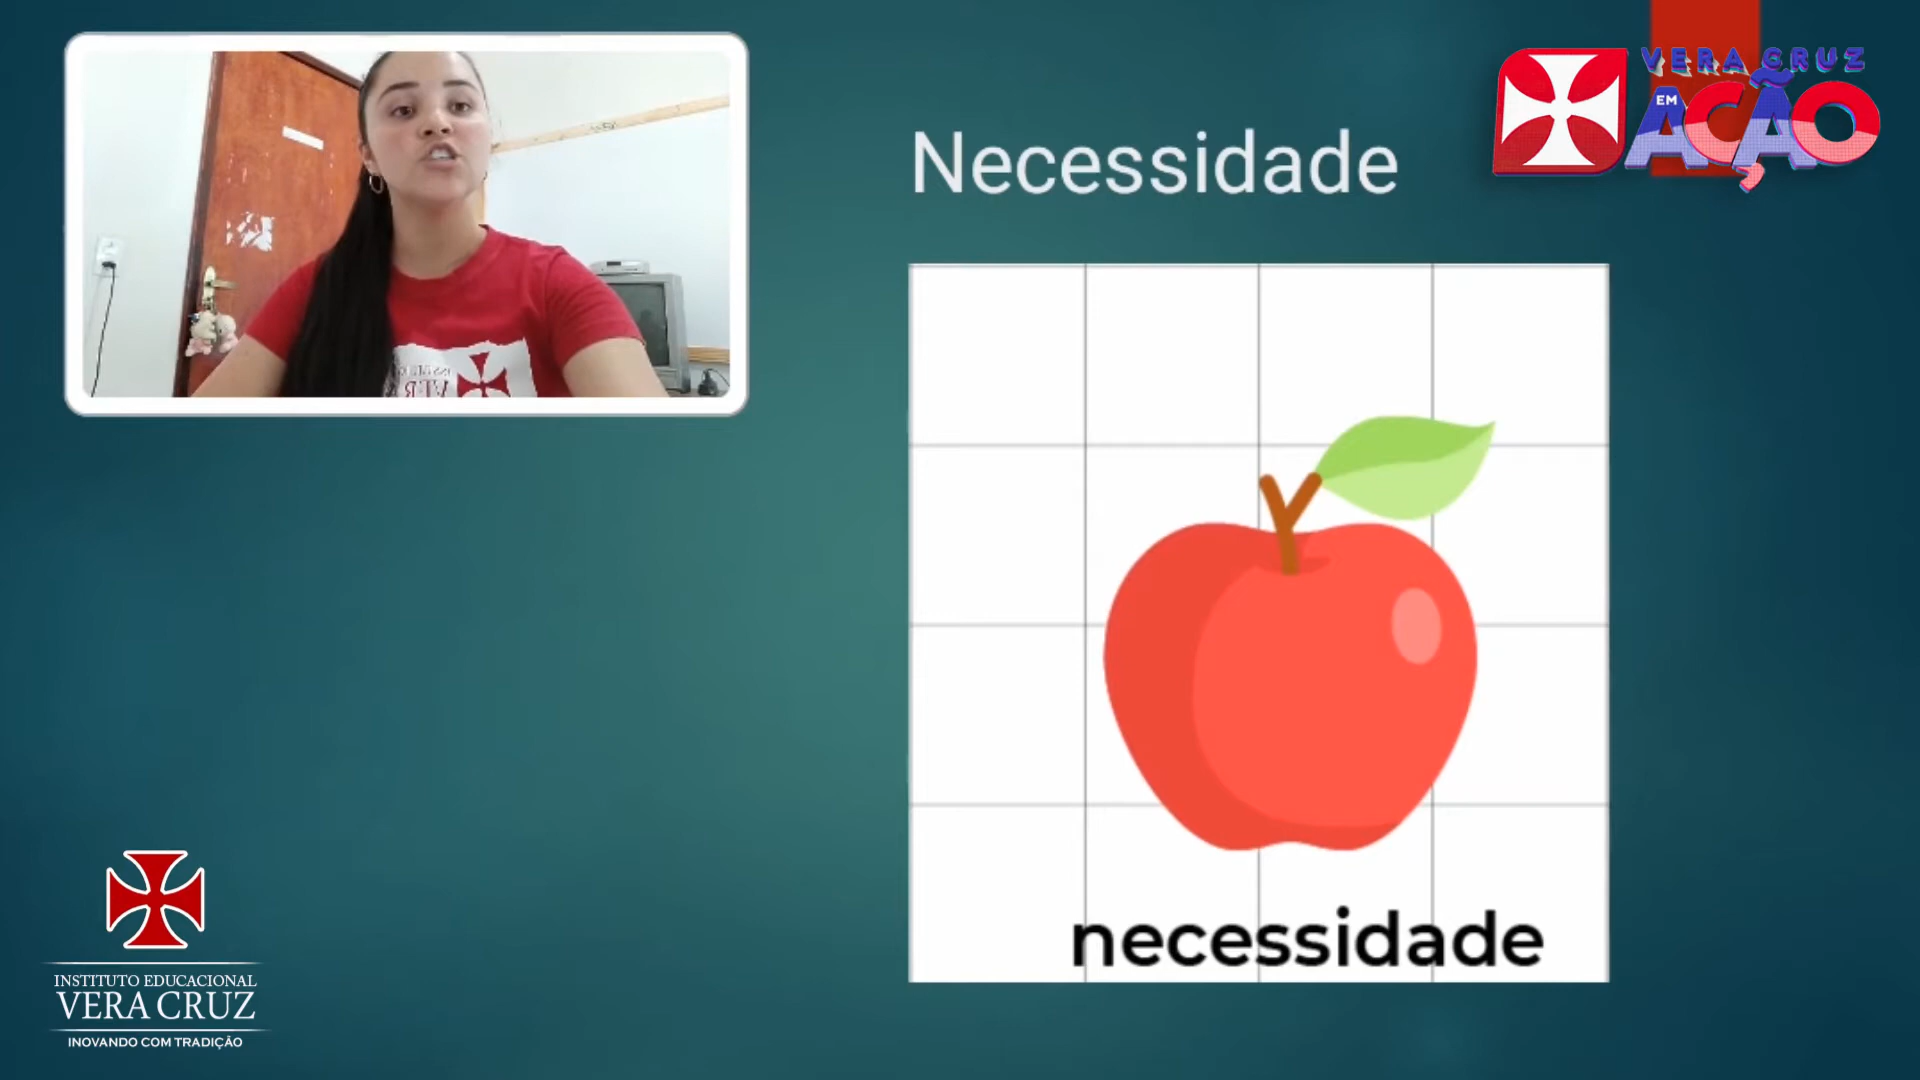 Necessidade
VERA CRUZ
EM
AÇÃO
necessidade
INSTITUTO EDUCACIONAL
VERA CRUZ
INOVANDO COM TRADIÇÃO